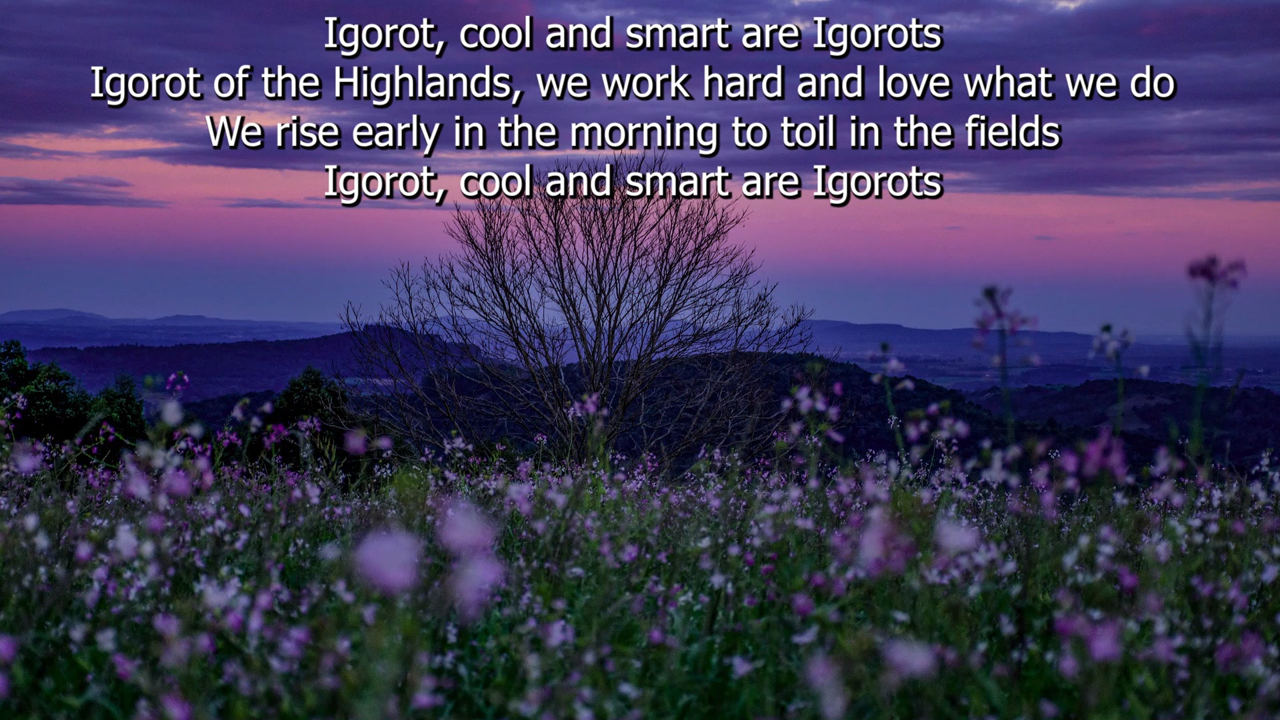 Igorot, cool and smart are Igorots
Igorot of the Highlands, we work hard and love what we do
We rise early in the morning to toil in the fields
Igorot, cool and smart are Igorots